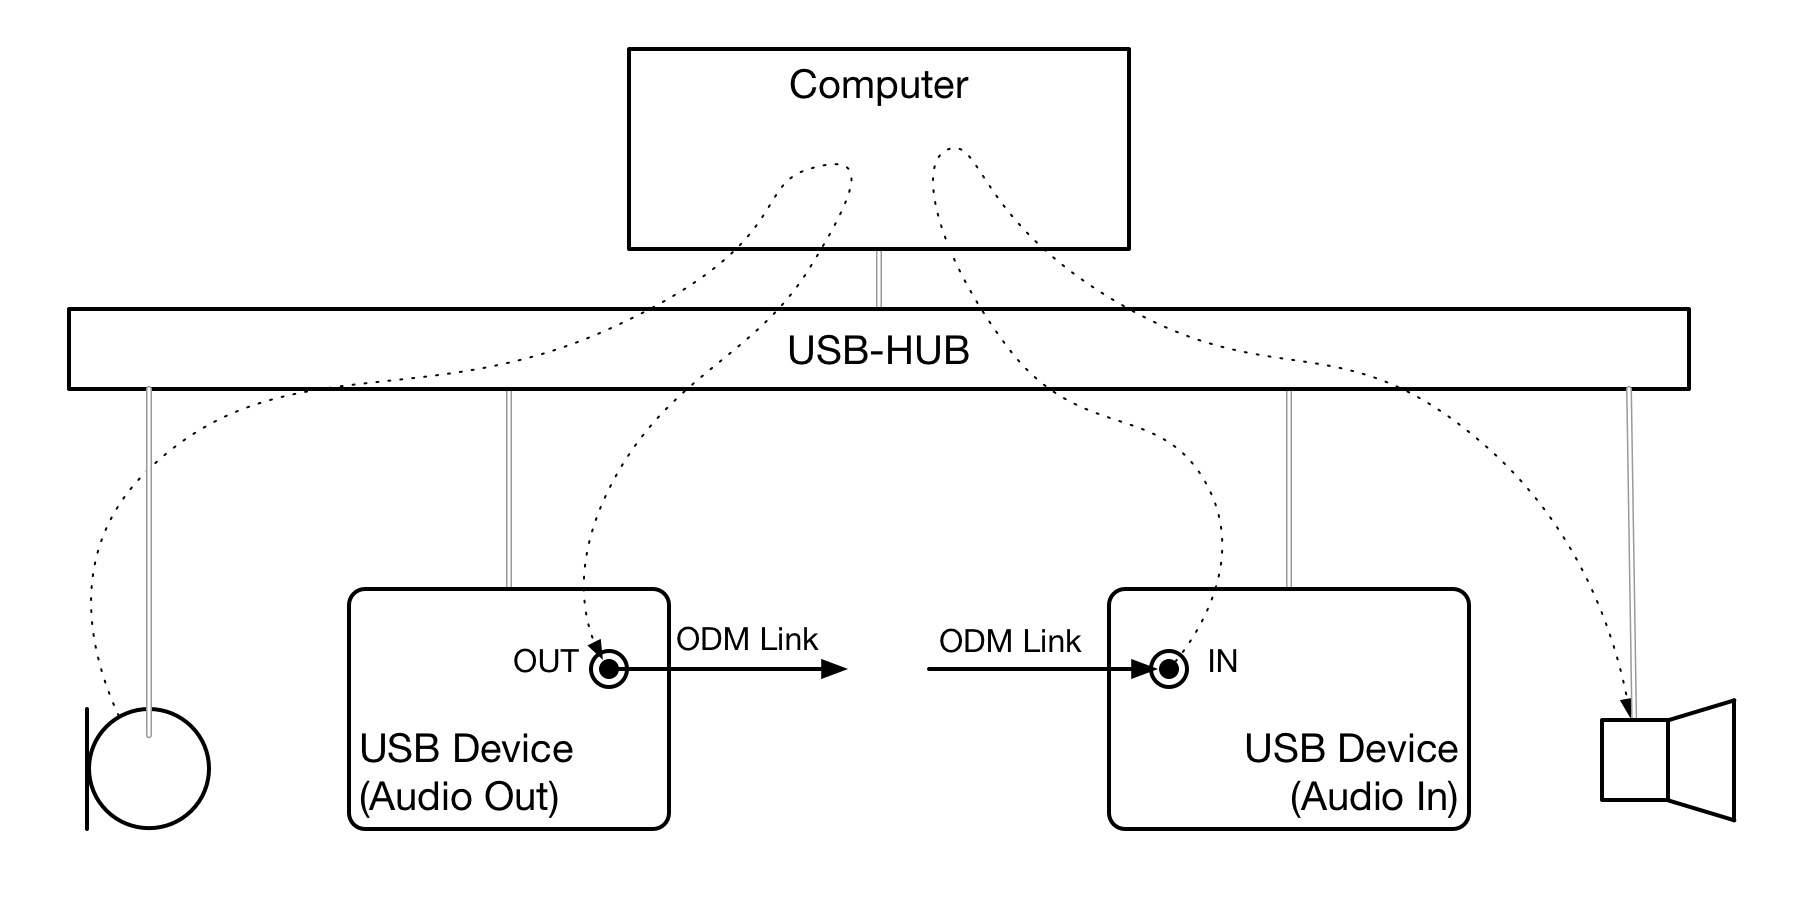 Computer
USB-HUB
ODM Link
ODM Link
OUT
IN
USB Device
(Audio Out)
USB Device
(Audio In)